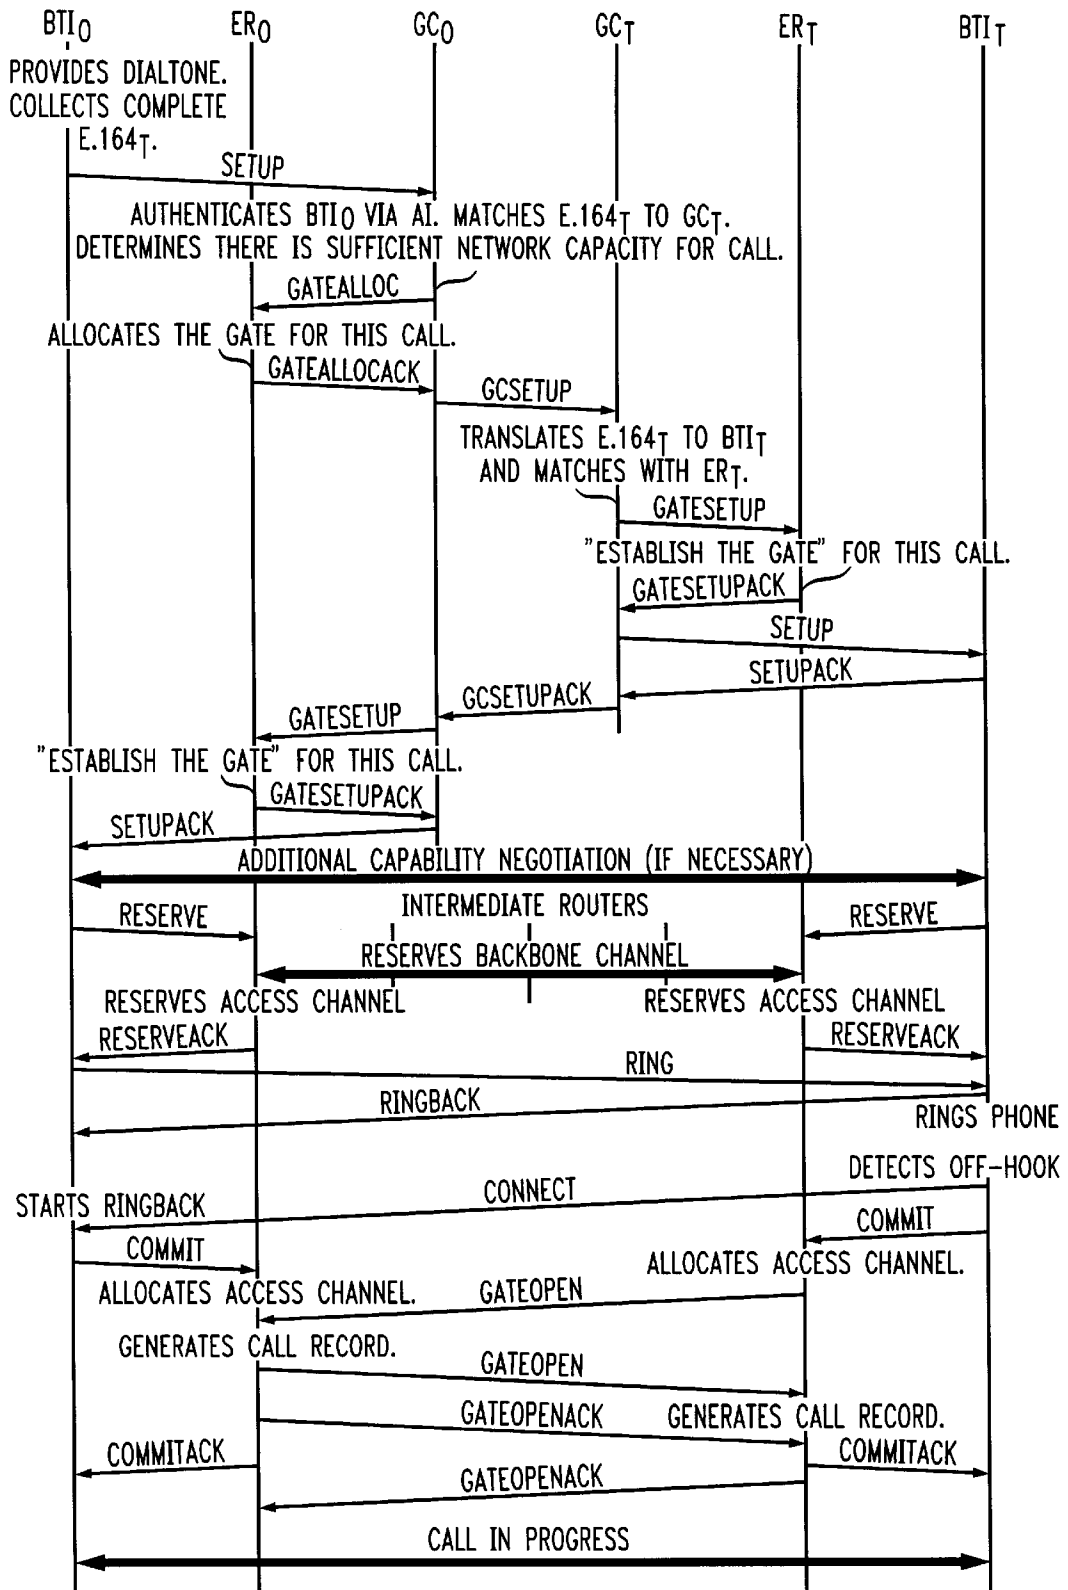 BTIO ERO GCO GCT ERT BTIT
PROVIDES DIALTONE.
COLLECTS COMPLETE
E.164T.
SETUP
AUTHENTICATES BTIO VIA AI. MATCHES E.164T TO GCT.
DETERMINES THERE IS SUFFICIENT NETWORK CAPACITY FOR CALL.
GATEALLOC
ALLOCATES THE GATE FOR THIS CALL.
GATEALLOCACK
GCSETUP
TRANSLATES E.164T TO BTIT
AND MATCHES WITH ERT.
GATESETUP
"ESTABLISH THE GATE" FOR THIS CALL.
GATESETUPACK
SETUP
SETUPACK
GCSETUPACK
GATESETUP
"ESTABLISH THE GATE" FOR THIS CALL.
GATESETUPACK
SETUPACK
ADDITIONAL CAPABILITY NEGOTIATION (IF NECESSARY)
RESERVE INTERMEDIATE ROUTERS RESERVE
RESERVES BACKBONE CHANNEL
RESERVES ACCESS CHANNEL RESERVES ACCESS CHANNEL
RESERVEACK RESERVEACK
RING
RINGBACK
RINGS PHONE
DETECTS OFF-HOOK
STARTS RINGBACK CONNECT
COMMIT
COMMIT
ALLOCATES ACCESS CHANNEL.
ALLOCATES ACCESS CHANNEL. GATEOPEN
GENERATES CALL RECORD.
GATEOPEN
GATEOPENACK GENERATES CALL RECORD.
COMMITACK COMMITACK
GATEOPENACK
CALL IN PROGRESS